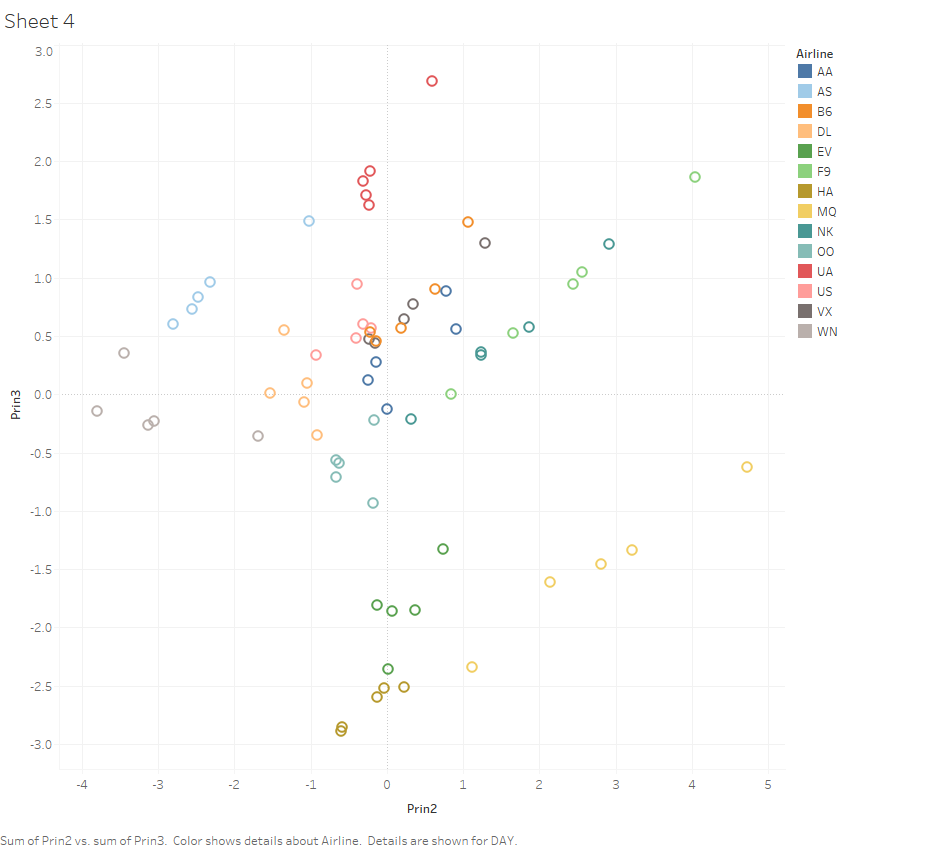 Sheet 4
Airline
AA
AS
B6
DL
EV
F9
HA
MQ
NK
OO
UA
US
VX
WN
3.0
2.5
2.0
1.5
1.0
0.5
0.0
-0.5
-1.0
-1.5
-2.0
-2.5
-3.0
Prin3
-4 -3 -2 -1 0 1 2 3 4 5
Prin2
Sum of Prin2 vs. sum of Prin3. Color shows details about Airline. Details are shown for DAY.